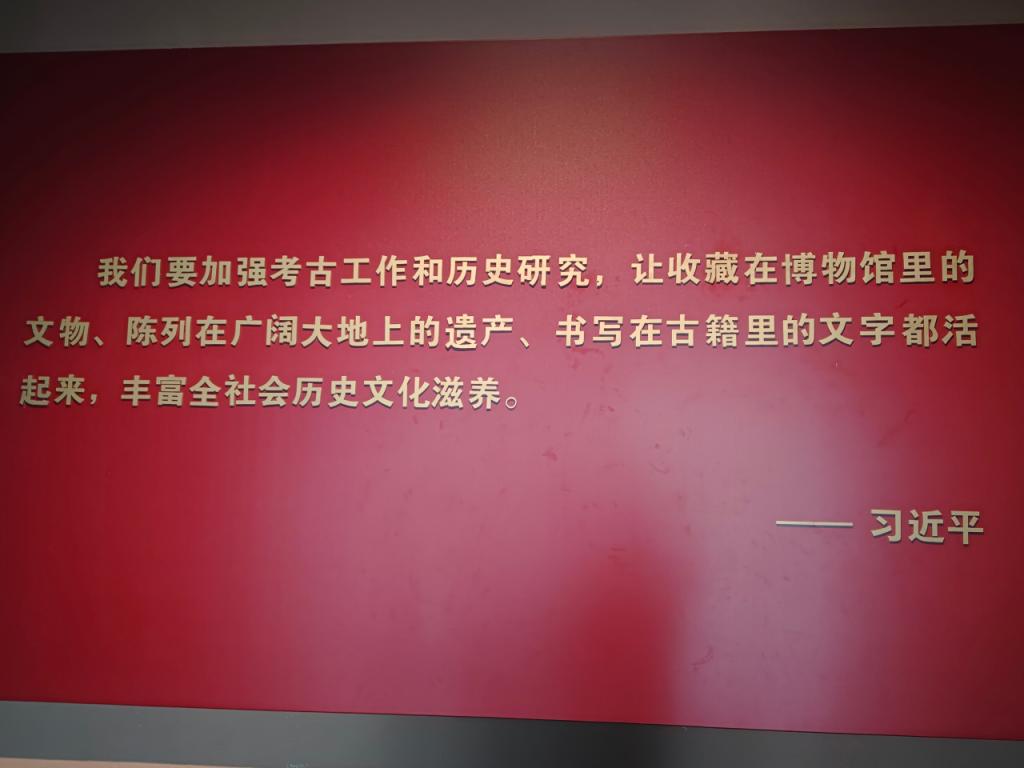 我们要加强考古工作和历史研究，让收藏在博物馆里的
文物、陈列在广阔大地上的遗产、书写在古籍里的文字都活
起来，丰富全社会历史文化滋养。
—— 习近平